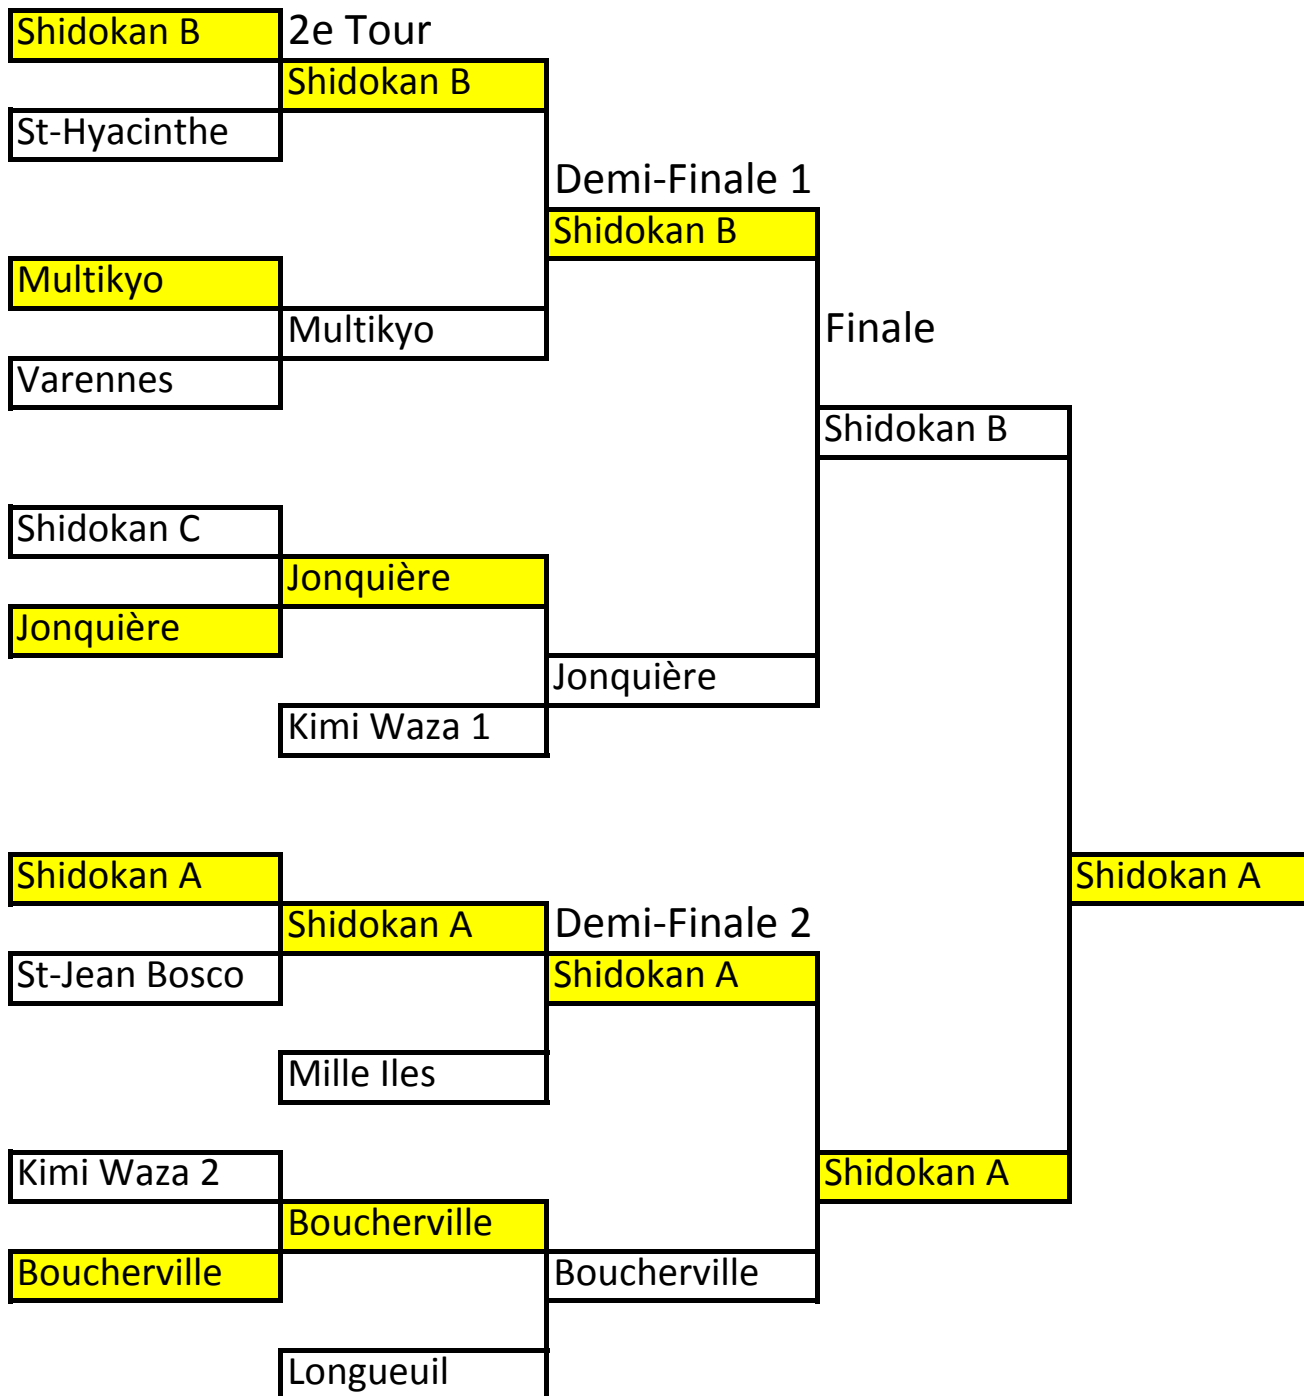 Shidokan B
2e Tour
Shidokan B
St-Hyacinthe
Demi-Finale 1
Shidokan B
Multikyo
Multikyo
Finale
Varennes
Shidokan B
Shidokan C
Jonquière
Jonquière
Jonquière
Kimi Waza 1
Shidokan A
Shidokan A
Shidokan A
Demi-Finale 2
St-Jean Bosco
Shidokan A
Mille Iles
Kimi Waza 2
Shidokan A
Boucherville
Boucherville
Boucherville
Longueuil